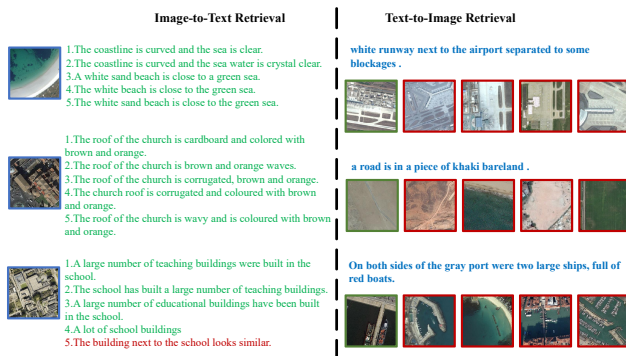 Image-to-Text Retrieval
1.The coastline is curved and the sea is clear.
2.The coastline is curved and the sea water is crystal clear.
3.A white sand beach is close to a green sea.
4.The white beach is close to the green sea.
5.The white sand beach is close to the green sea.
1.The roof of the church is cardboard and colored with
brown and orange.
2.The roof of the church is brown and orange waves.
3.The roof of the church is corrugated, brown and orange.
4.The church roof is corrugated and coloured with brown
and orange.
5.The roof of the church is wavy and is coloured with brown
and orange.
1.A large number of teaching buildings were built in the
school.
2.The school has built a large number of teaching buildings.
3.A large number of educational buildings have been built
in the school.
4.A lot of school buildings
5.The building next to the school looks similar.
Text-to-Image Retrieval
white runway next to the airport separated to some
blockages .
a road is in a piece of khaki bareland .
On both sides of the gray port were two large ships, full of
red boats.